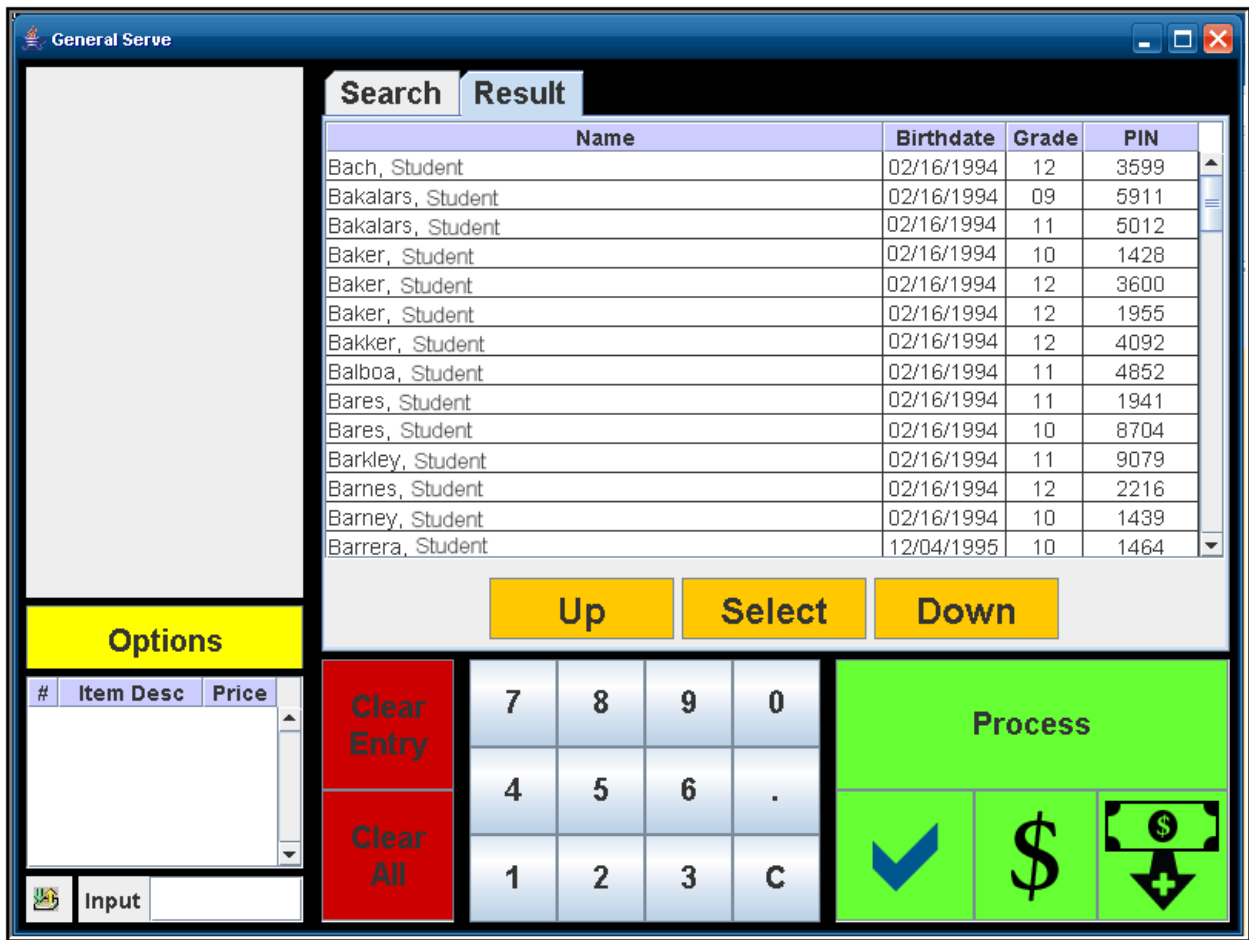 General Serve
Search Result
Name Birthdate Grade PIN
Bach, Student 02/16/1994 12 3599
Bakalars, Student 02/16/1994 09 5911
Bakalars, Student 02/16/1994 11 5012
Baker, Student 02/16/1994 10 1428
Baker, Student 02/16/1994 12 3600
Baker, Student 02/16/1994 12 1955
Bakker, Student 02/16/1994 12 4092
Balboa, Student 02/16/1994 11 4852
Bares, Student 02/16/1994 11 1941
Bares, Student 02/16/1994 10 8704
Barkley, Student 02/16/1994 11 9079
Barnes, Student 02/16/1994 12 2216
Barney, Student 02/16/1994 10 1439
Barrera, Student 12/04/1995 10 1464
Up Select Down
Options
# Item Desc Price
Input
Clear
Entry
Clear
All
7 8 9 0
4 5 6 .
1 2 3 C
Process
$
$